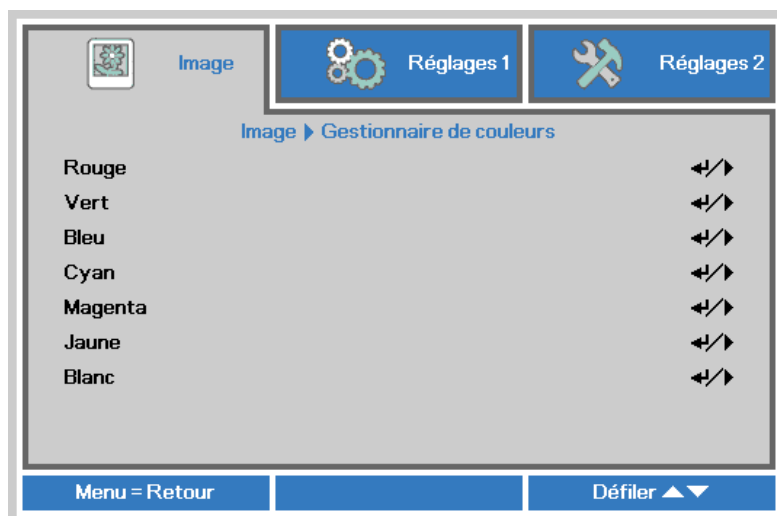 Image
Réglages 1
Réglages 2
Image ▶ Gestionnaire de couleurs
Rouge
Vert
Bleu
Cyan
Magenta
Jaune
Blanc
Menu = Retour
Défiler ▲▼